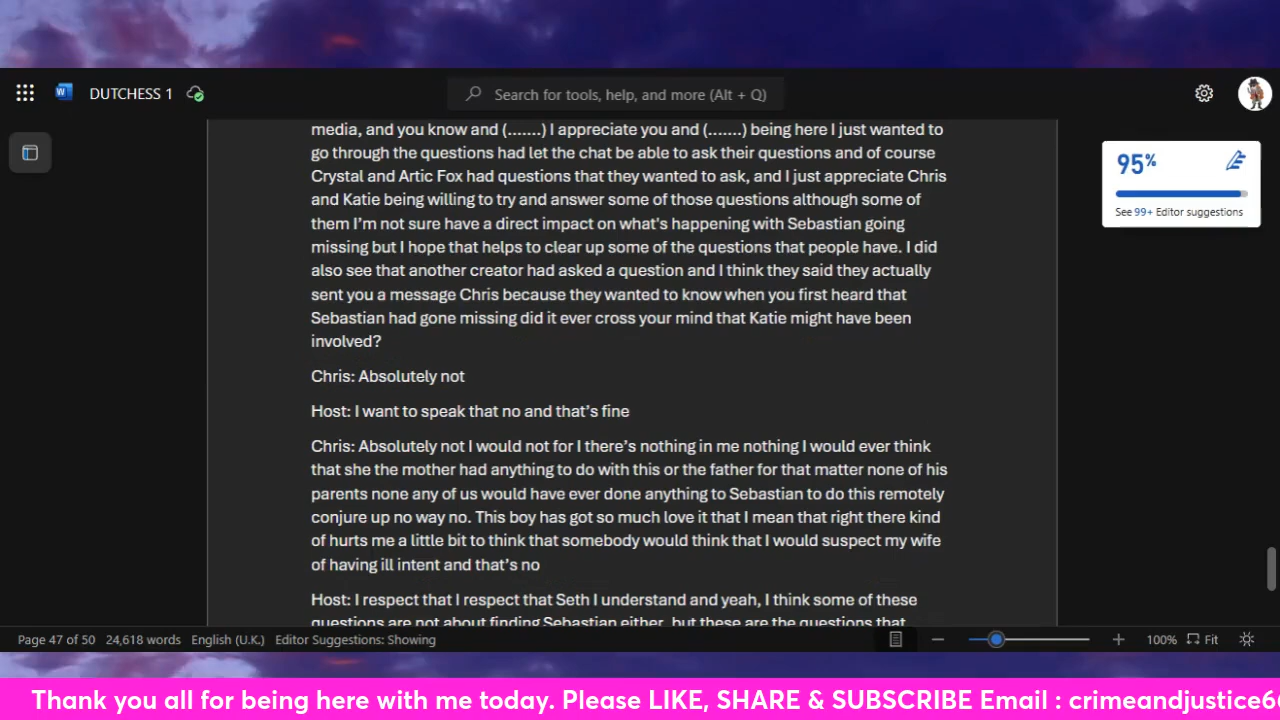 DUTCHESS 1
Search for tools, help, and more (Alt + Q)
media, and you know and (.......) I appreciate you and (.......) being here I just wanted to
go through the questions had let the chat be able to ask their questions and of course
Crystal and Artic Fox had questions that they wanted to ask, and I just appreciate Chris
and Katie being willing to try and answer some of those questions although some of
them I’m not sure have a direct impact on what’s happening with Sebastian going
missing but I hope that helps to clear up some of the questions that people have. I did
also see that another creator had asked a question and I think they said they actually
sent you a message Chris because they wanted to know when you first heard that
Sebastian had gone missing did it ever cross your mind that Katie might have been
involved?
Chris: Absolutely not
Host: I want to speak that no and that’s fine
Chris: Absolutely not I would not for I there’s nothing in me nothing I would ever think
that she the mother had anything to do with this or the father for that matter none of his
parents none any of us would have ever done anything to Sebastian to do this remotely
conjure up no way no. This boy has got so much love it that I mean that right there kind
of hurts me a little bit to think that somebody would think that I would suspect my wife
of having ill intent and that’s no
Host: I respect that I respect that Seth I understand and yeah, I think some of these
questions are not about finding Sebastian either, but these are the questions that
95%
See 99+ Editor suggestions
Page 47 of 50 24,618 words English (U.K.) Editor Suggestions: Showing 100% Fit
Thank you all for being here with me today. Please LIKE, SHARE & SUBSCRIBE Email : crimeandjustice6